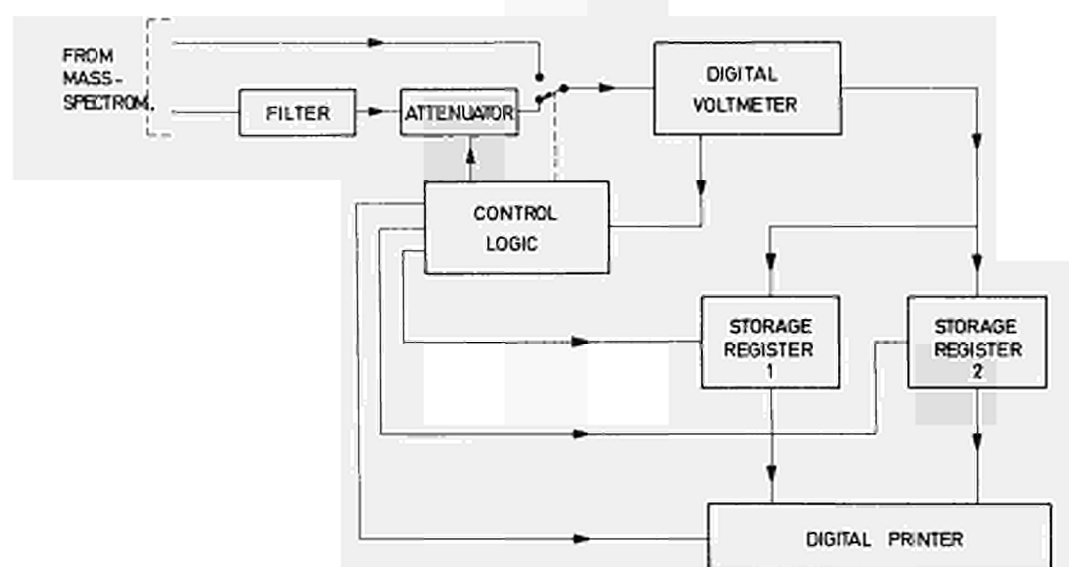 FROM
MASS-
SPECTROM.
FILTER
ATTENUATOR
DIGITAL
VOLTMETER
CONTROL
LOGIC
STORAGE
REGISTER
1
STORAGE
REGISTER
2
DIGITAL PRINTER